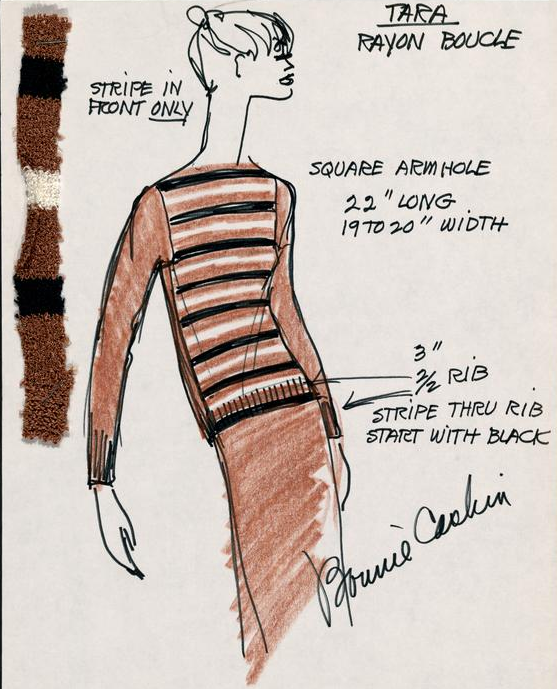 TARA
RAYON BOUCLE
STRIPE IN
FRONT ONLY
SQUARE ARMHOLE
22" LONG
19 TO 20" WIDTH
3"
2/2 RIB
STRIPE THRU RIB
START WITH BLACK
Bonnie Cashin